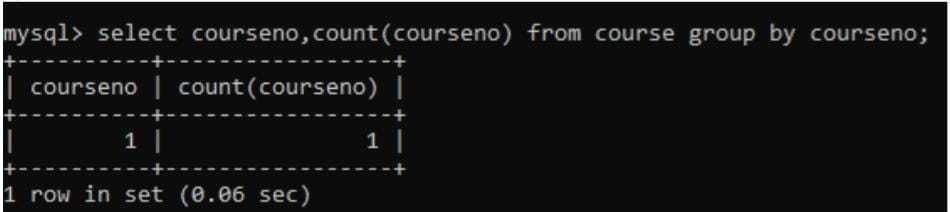 mysql> select courseno,count(courseno) from course group by courseno;
+----------+-----------------+
| courseno | count(courseno) |
+----------+-----------------+
|        1 |               1 |
+----------+-----------------+
1 row in set (0.06 sec)